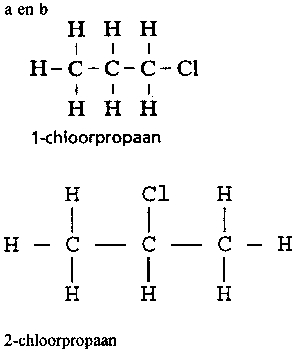 a en b
H H H
H-C-C-C-Cl
H H H
1-chloorpropaan
H Cl H
H — C — C — C — H
H H H
2-chloorpropaan